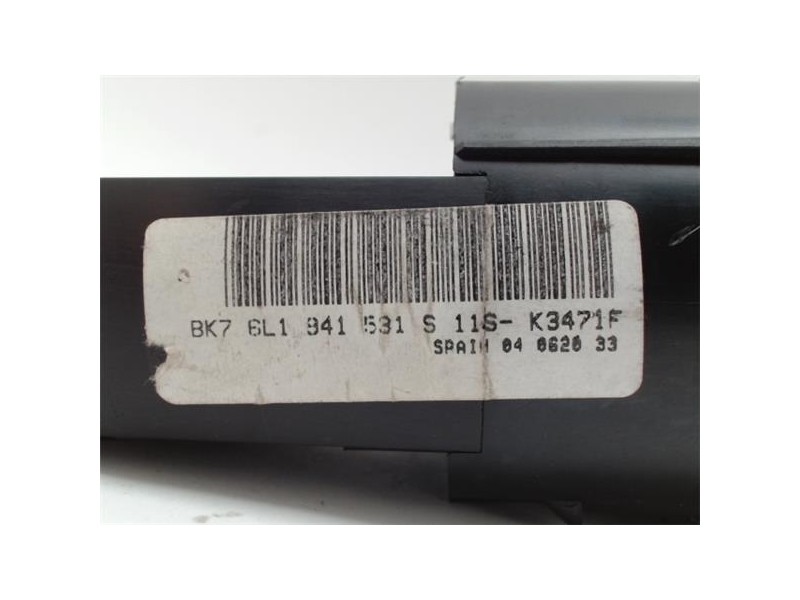 BK7 6L1 941 531 S 11S- K3471F
SPAIN 04 0620 33